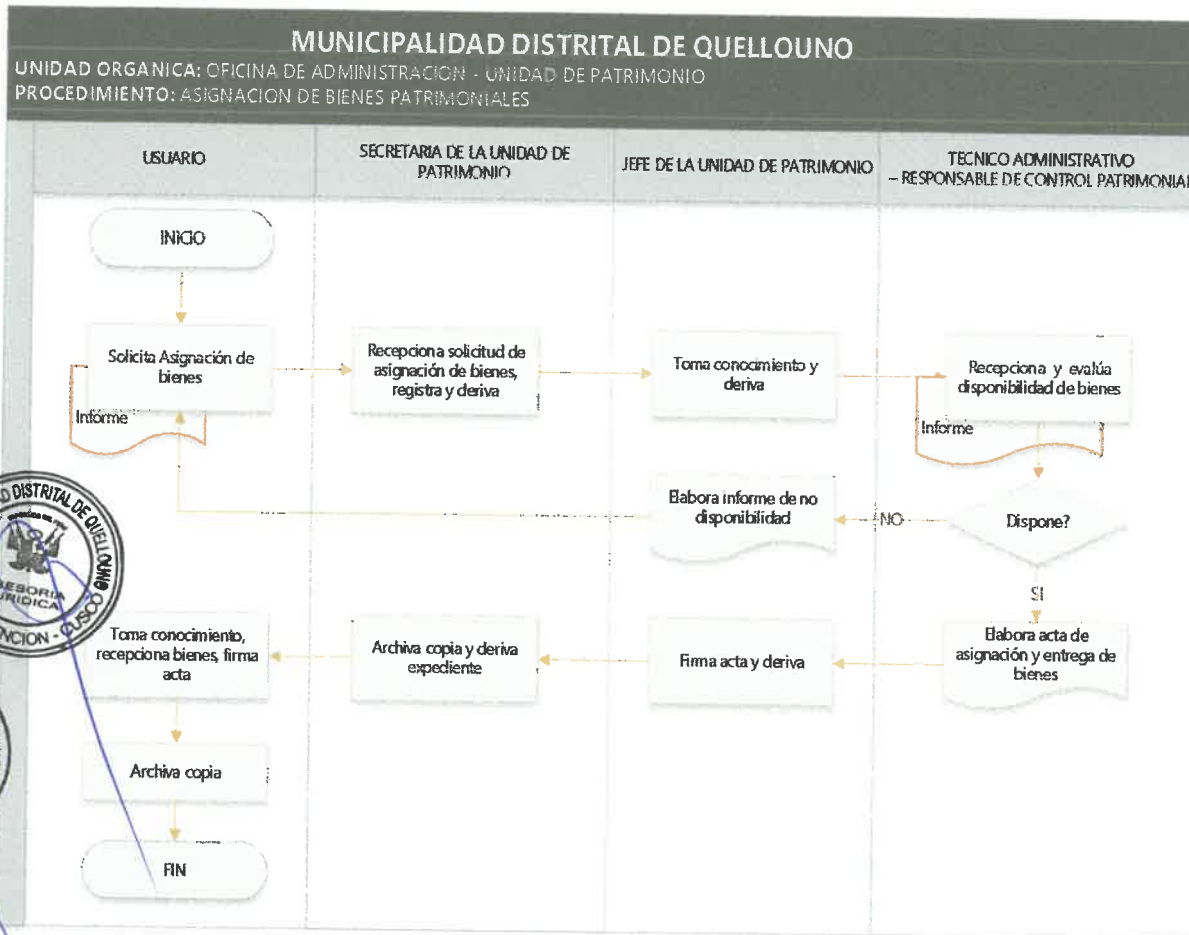 MUNICIPALIDAD DISTRITAL DE QUELLOUNO
UNIDAD ORGANICA: OFICINA DE ADMINISTRACION - UNIDAD DE PATRIMONIO
PROCEDIMIENTO: ASIGNACION DE BIENES PATRIMONIALES
USUARIO
SECRETARIA DE LA UNIDAD DE
PATRIMONIO
JEFE DE LA UNIDAD DE PATRIMONIO
TECNICO ADMINISTRATIVO
– RESPONSABLE DE CONTROL PATRIMONIAL
INICIO
Solicita Asignación de
bienes
Informe
Recepciona solicitud de
asignación de bienes,
registra y deriva
Toma conocimiento y
deriva
Recepciona y evalúa
disponibilidad de bienes
Informe
Elabora informe de no
disponibilidad
NO
Dispone?
SI
Toma conocimiento,
recepciona bienes, firma
acta
Archiva copia y deriva
expediente
Firma acta y deriva
Elabora acta de
asignación y entrega de
bienes
Archiva copia
FIN
DISTRITAL DE QUELLOUNO
CUSCO